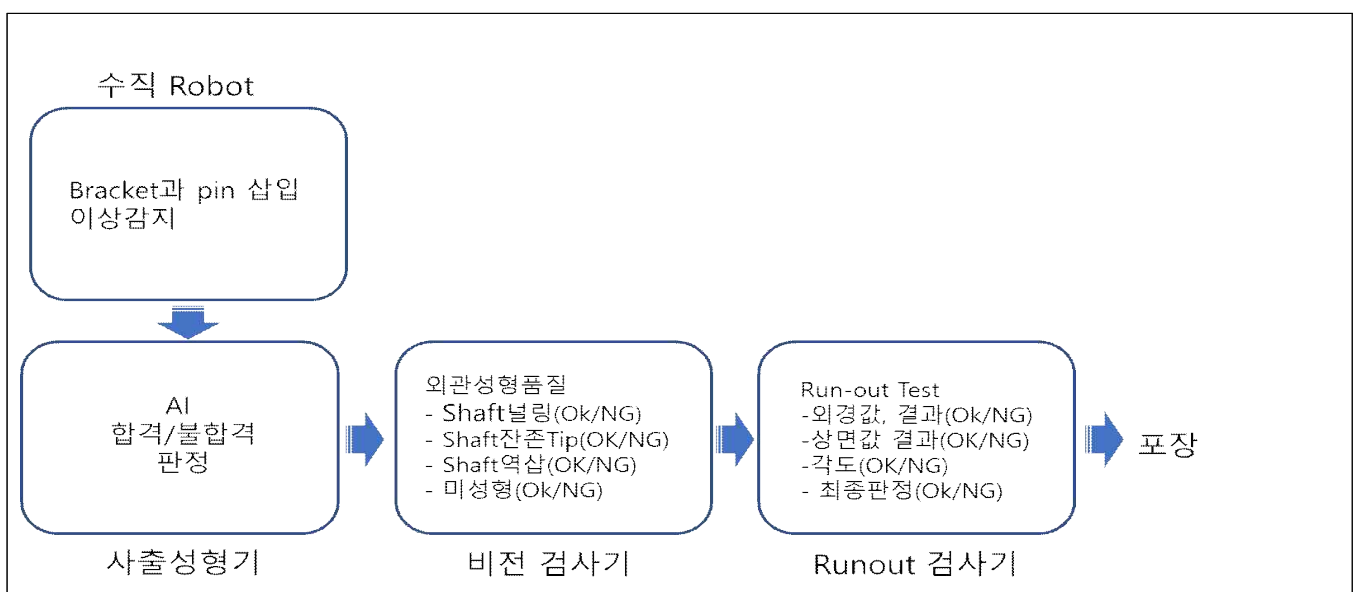 수직 Robot
Bracket과 pin 삽입
이상감지
AI
합격/불합격
판정
사출성형기
외관성형품질
- Shaft널링(Ok/NG)
- Shaft잔존Tip(OK/NG)
- Shaft역삽(OK/NG)
- 미성형(Ok/NG)
비전 검사기
Run-out Test
-외경값, 결과(Ok/NG)
-상면값 결과(OK/NG)
-각도(OK/NG)
- 최종판정(Ok/NG)
Runout 검사기
포장